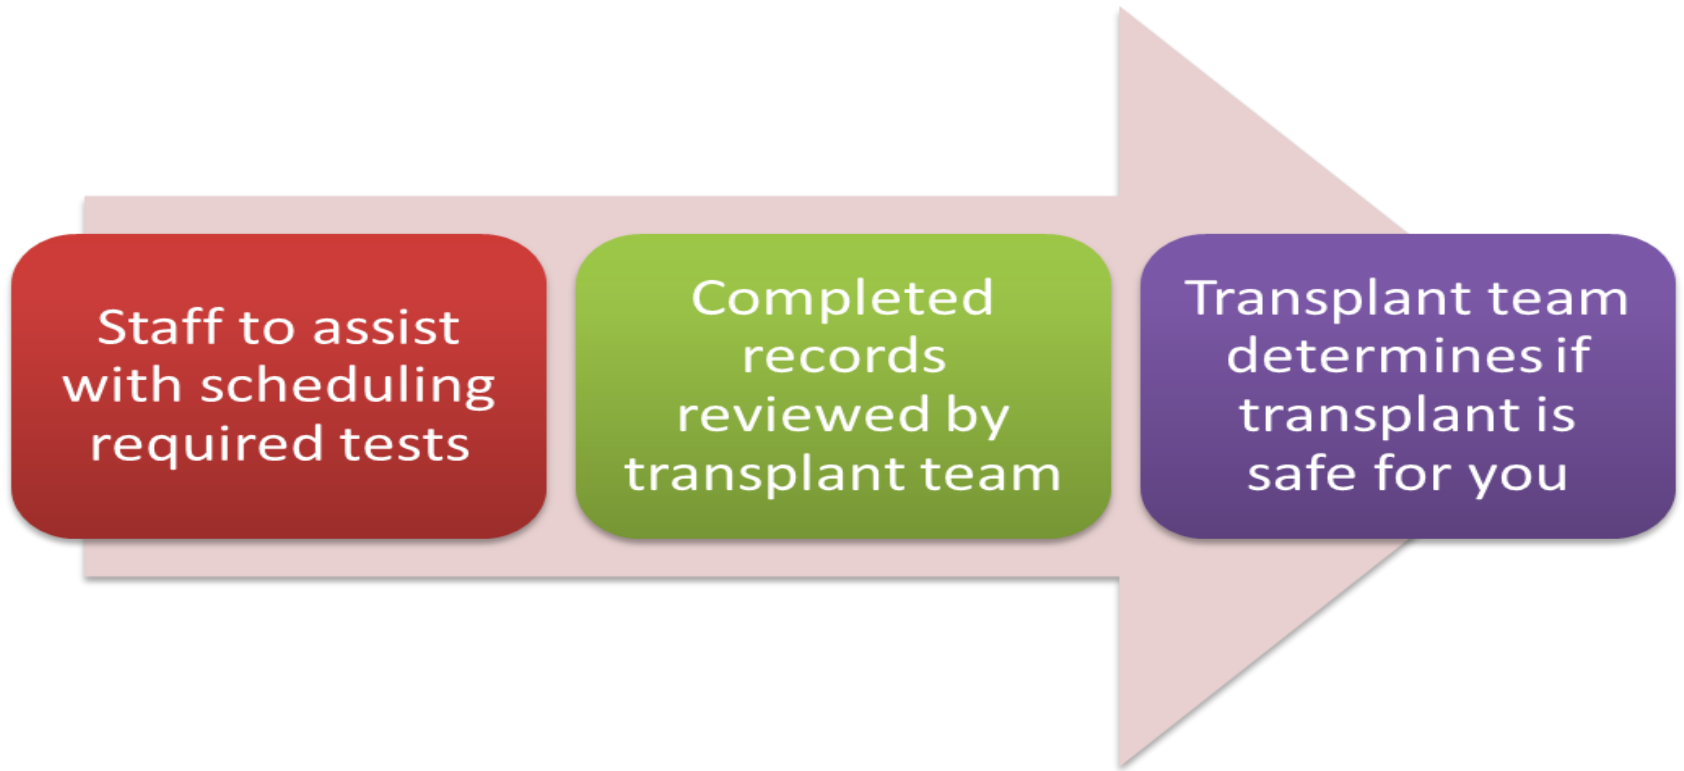 Staff to assist
with scheduling
required tests
Completed
records
reviewed by
transplant team
Transplant team
determines if
transplant is
safe for you